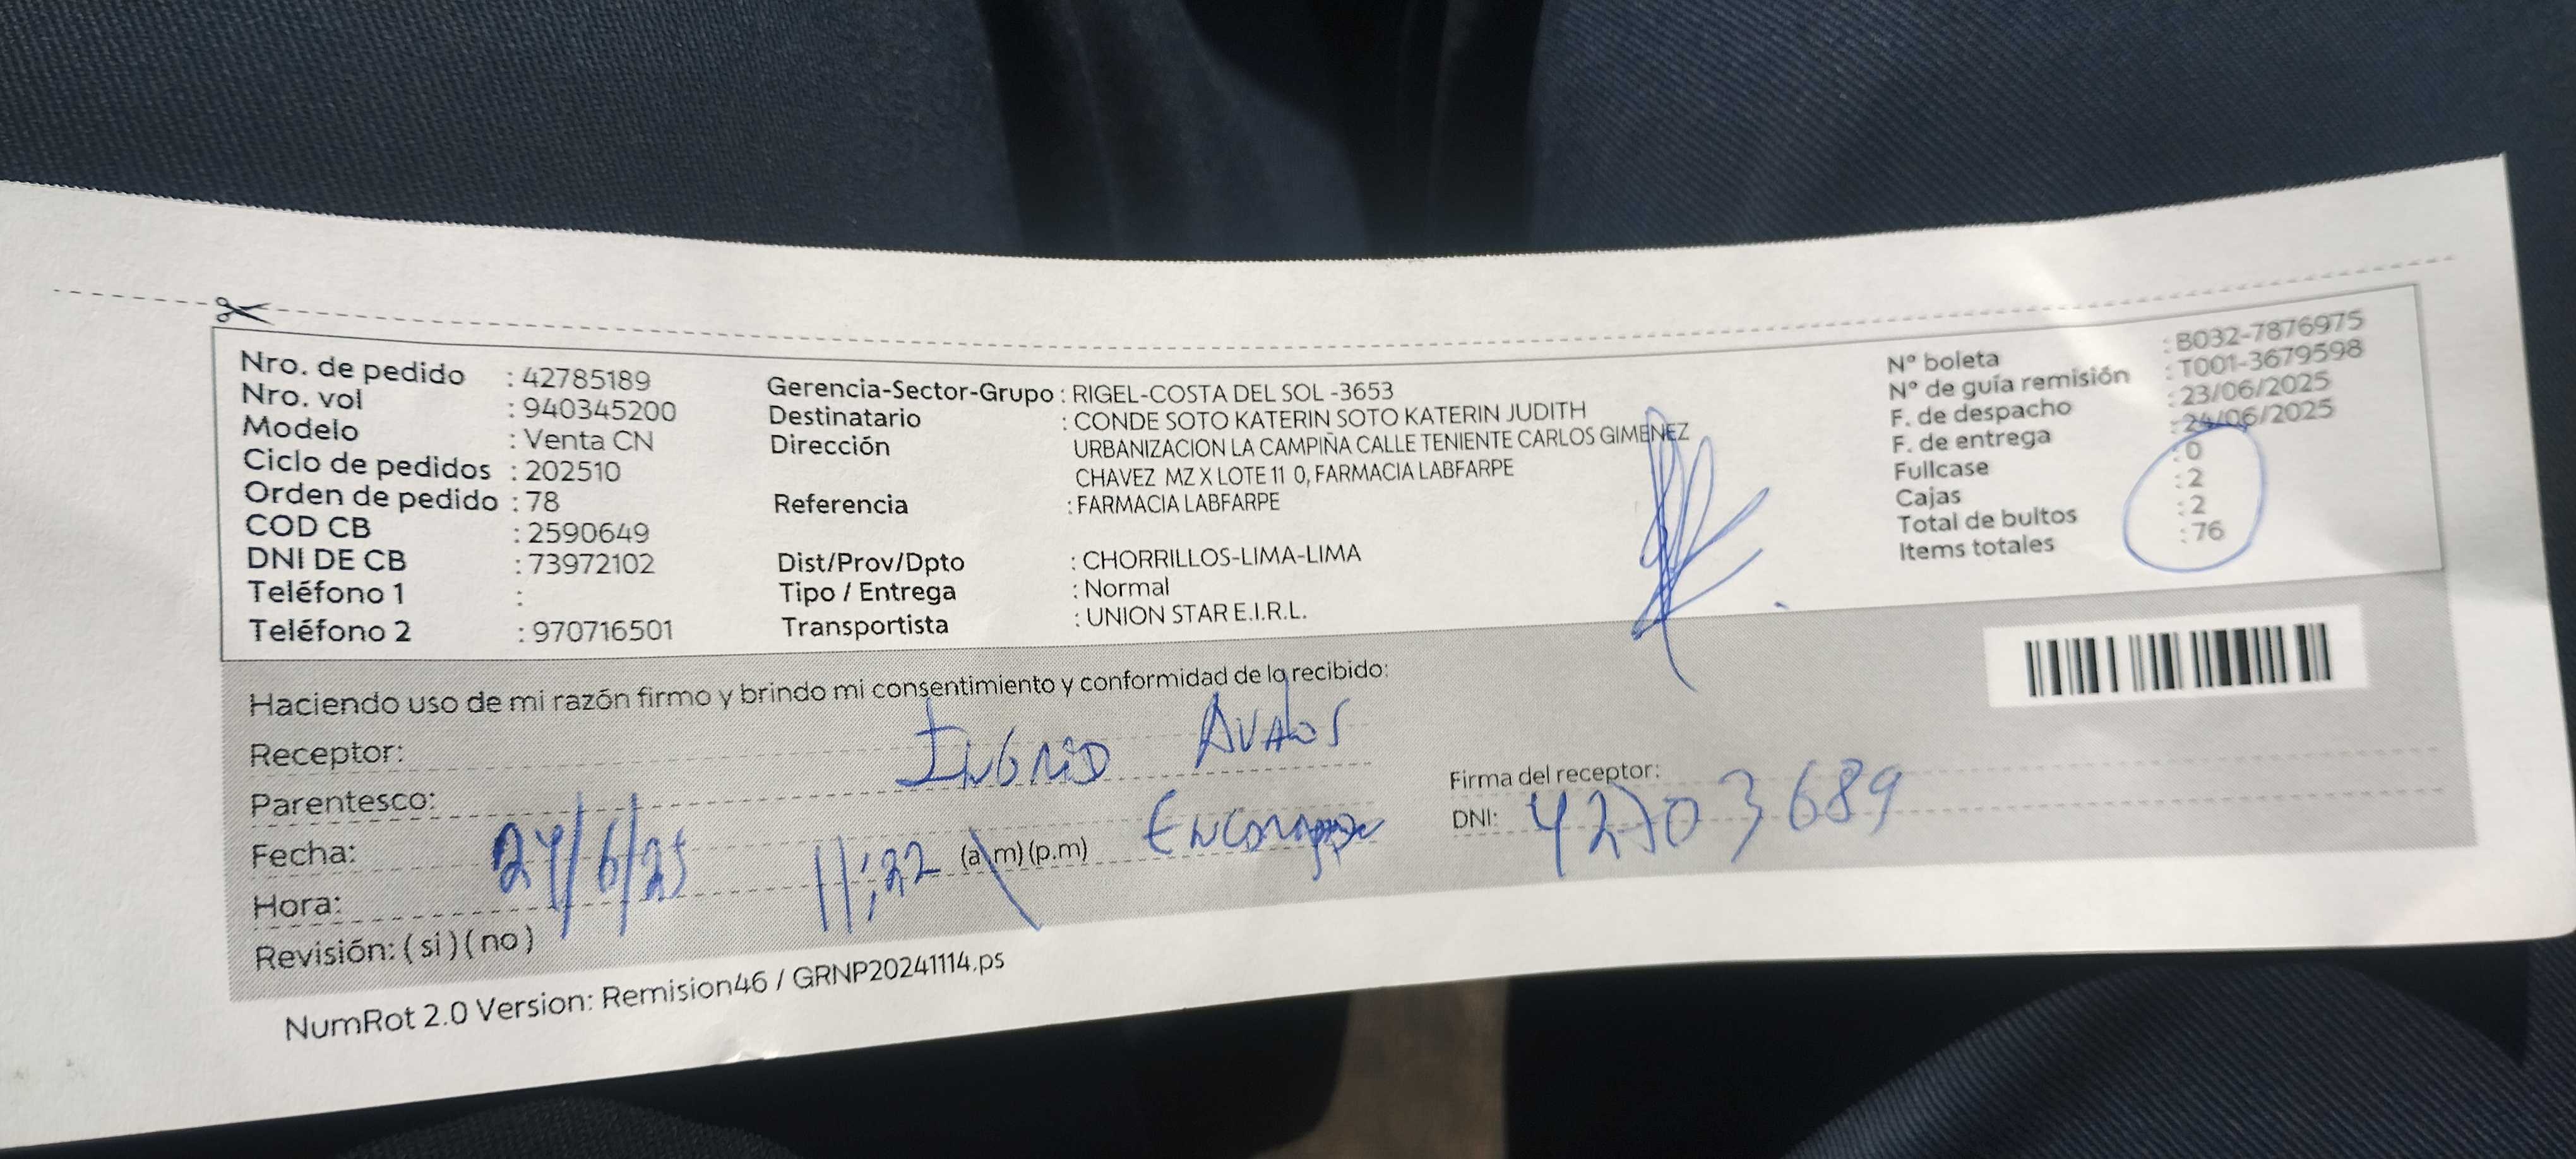 Nro. de pedido : 42785189
Nro. vol : 940345200
Modelo : Venta CN
Ciclo de pedidos : 202510
Orden de pedido : 78
COD CB : 2590649
DNI DE CB : 73972102
Teléfono 1 :
Teléfono 2 : 970716501
Gerencia-Sector-Grupo : RIGEL-COSTA DEL SOL -3653
Destinatario : CONDE SOTO KATERIN SOTO KATERIN JUDITH
Dirección URBANIZACION LA CAMPIÑA CALLE TENIENTE CARLOS GIMENEZ
CHAVEZ MZ X LOTE 11 0, FARMACIA LABFARPE
Referencia : FARMACIA LABFARPE
Dist/Prov/Dpto : CHORRILLOS-LIMA-LIMA
Tipo / Entrega : Normal
Transportista : UNION STAR E.I.R.L.
N° boleta : B032-7876975
N° de guía remisión : T001-3679598
F. de despacho : 23/06/2025
F. de entrega : 24/06/2025
Fullcase : 0
Cajas : 2
Total de bultos : 2
Items totales : 76
Haciendo uso de mi razón firmo y brindo mi consentimiento y conformidad de lo recibido:
Receptor: INGRID AVALOS
Parentesco:
Fecha: 24/6/25
Hora: 11:22 (a.m) (p.m)
Revisión: ( si ) ( no )
Firma del receptor:
DNI: 42703689
NumRot 2.0 Version: Remision46 / GRNP20241114.ps